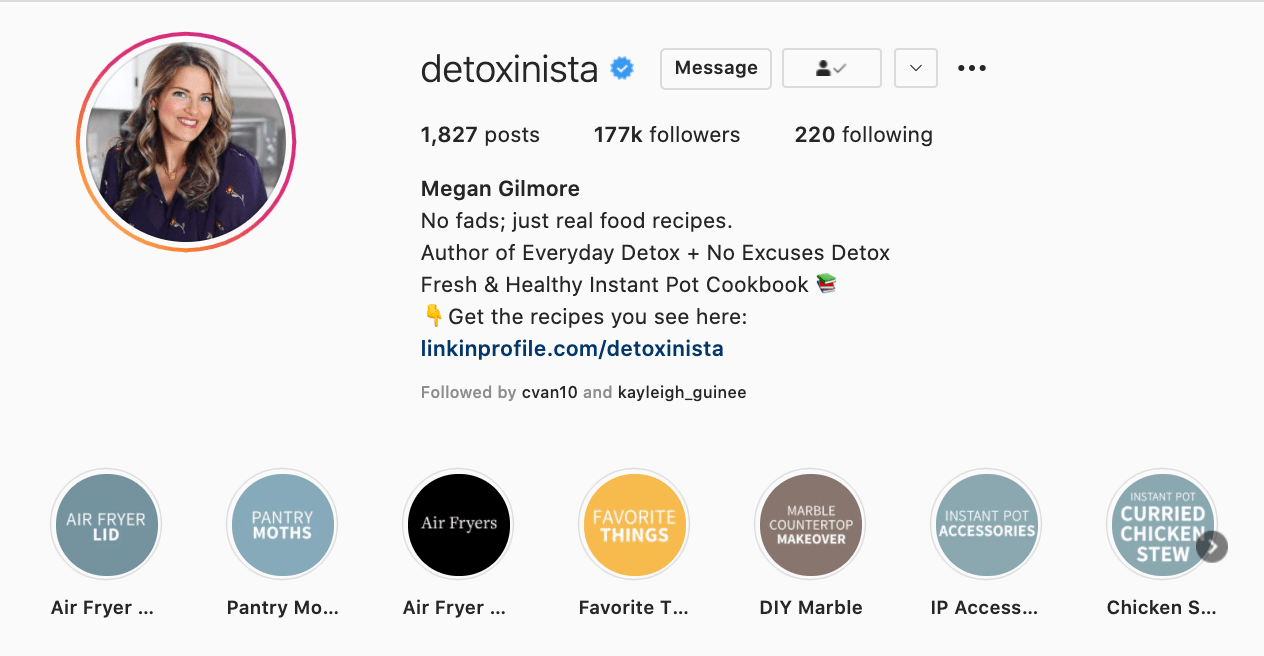 detoxinista
Message
1,827 posts
177k followers
220 following
Megan Gilmore
No fads; just real food recipes.
Author of Everyday Detox + No Excuses Detox
Fresh & Healthy Instant Pot Cookbook 📚
👇 Get the recipes you see here:
linkinprofile.com/detoxinista
Followed by cvan10 and kayleigh_guinee
AIR FRYER
LID
PANTRY
MOTHS
Air Fryers
FAVORITE
THINGS
MARBLE
COUNTERTOP
MAKEOVER
INSTANT POT
ACCESSORIES
INSTANT POT
CURRIED
CHICKEN
STEW
Air Fryer ...
Pantry Mo...
Air Fryer ...
Favorite T...
DIY Marble
IP Access...
Chicken S...